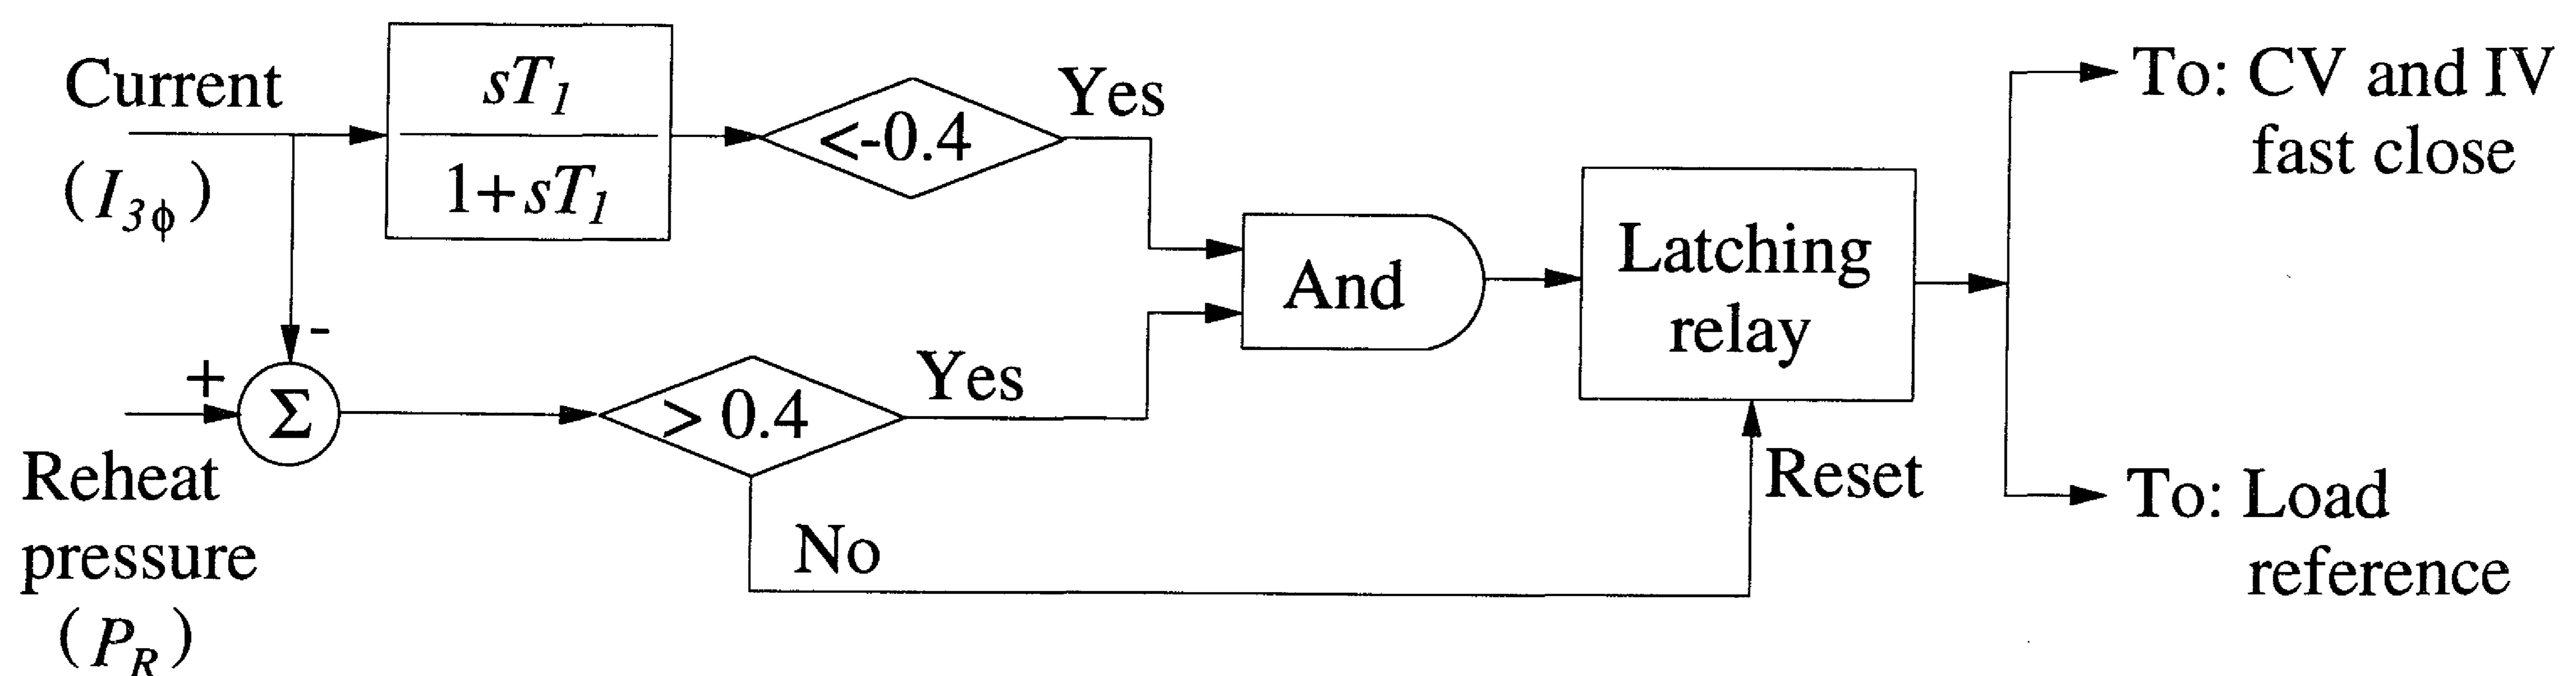 Current
(I3ϕ)
sT1
1+sT1
<-0.4
Yes
And
Latching
relay
To: CV and IV
fast close
-
+
Σ
Reheat
pressure
(PR)
> 0.4
Yes
No
Reset
To: Load
reference